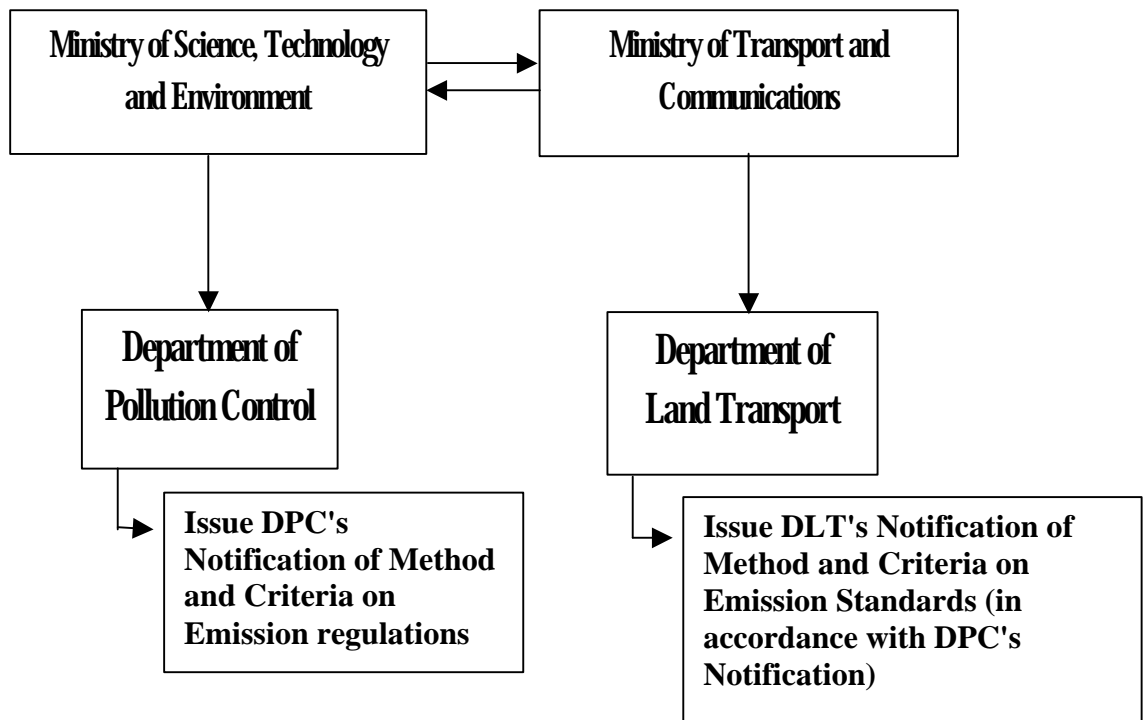 Ministry of Science, Technology
and Environment
Ministry of Transport and
Communications
Department of
Pollution Control
Department of
Land Transport
Issue DPC's
Notification of Method
and Criteria on
Emission regulations
Issue DLT's Notification of
Method and Criteria on
Emission Standards (in
accordance with DPC's
Notification)